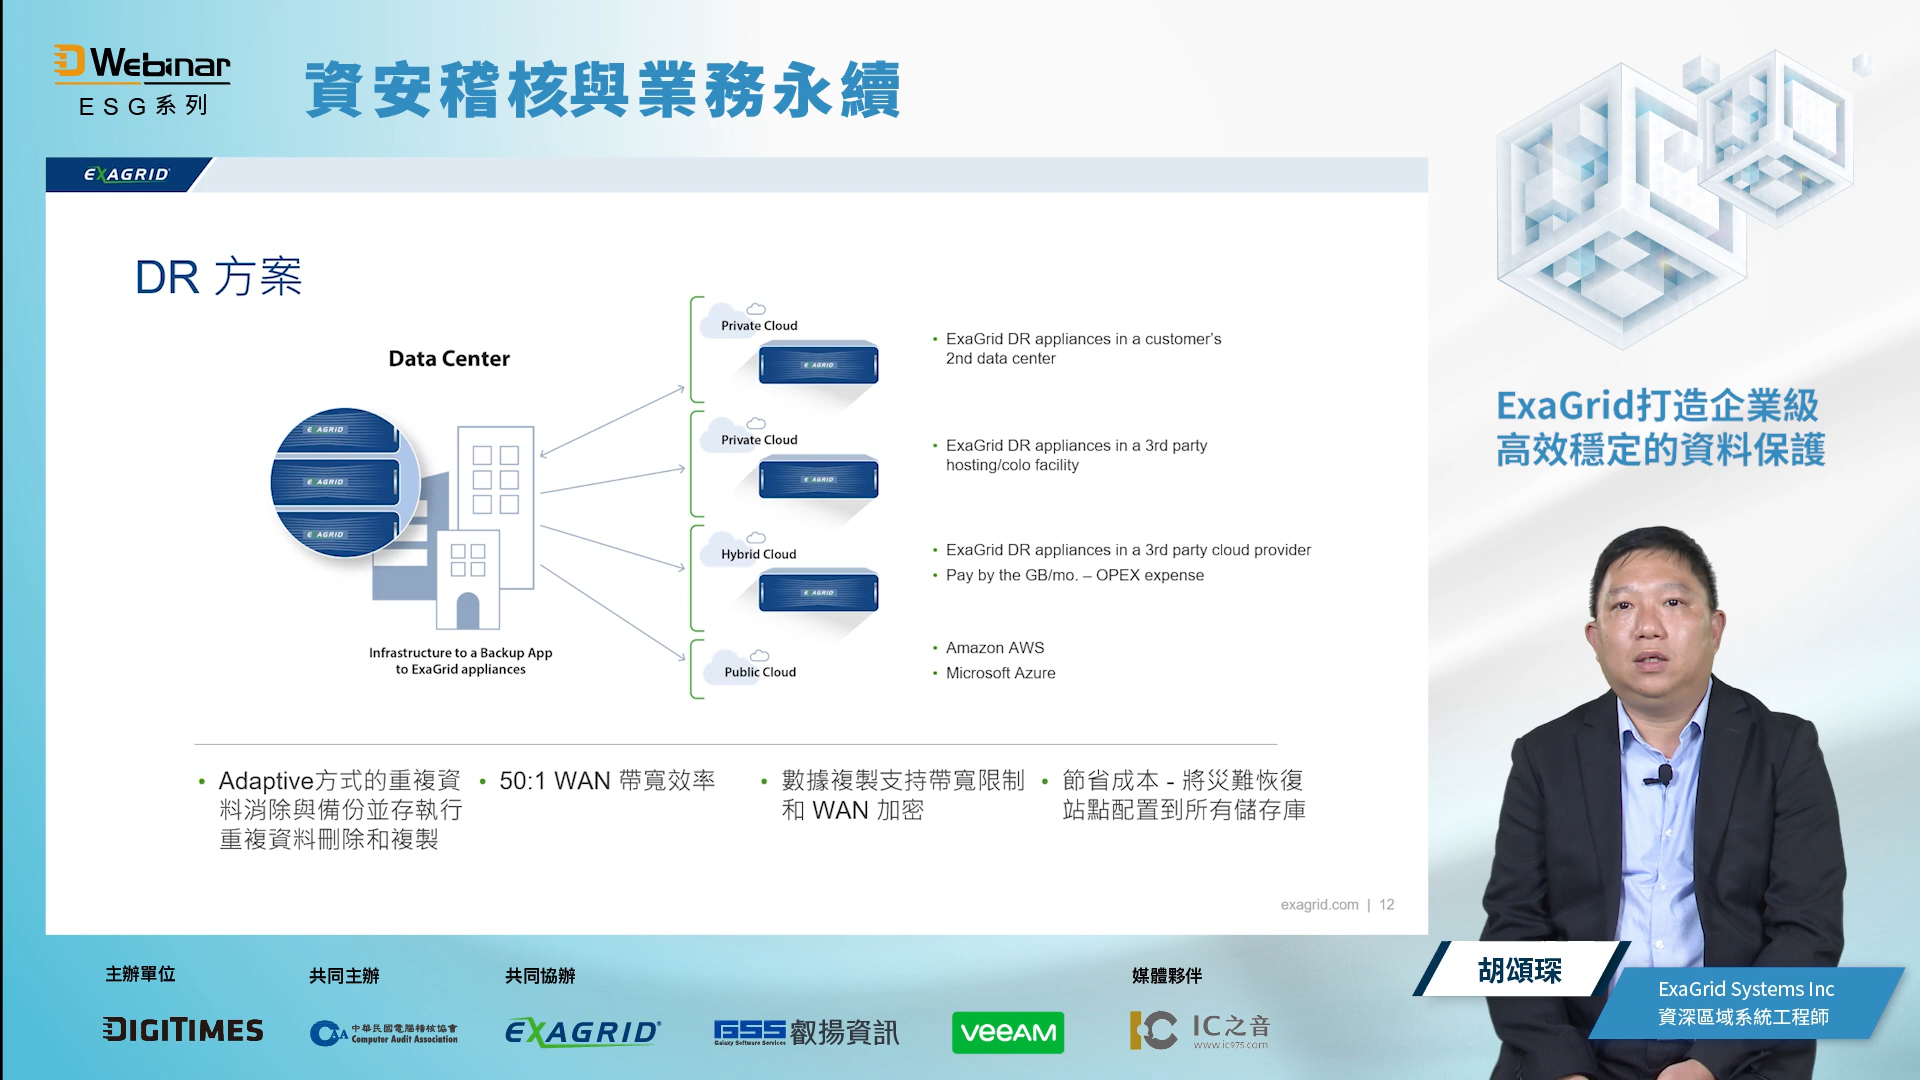 D Webinar
ESG系列
資安稽核與業務永續
EXAGRID
DR 方案
Data Center
EXAGRID
EXAGRID
EXAGRID
Infrastructure to a Backup App
to ExaGrid appliances
Private Cloud
EXAGRID
• ExaGrid DR appliances in a customer's
2nd data center
Private Cloud
EXAGRID
• ExaGrid DR appliances in a 3rd party
hosting/colo facility
Hybrid Cloud
EXAGRID
• ExaGrid DR appliances in a 3rd party cloud provider
• Pay by the GB/mo. – OPEX expense
Public Cloud
• Amazon AWS
• Microsoft Azure
• Adaptive方式的重複資
料消除與備份並存執行
重複資料刪除和複製
• 50:1 WAN 帶寬效率
• 數據複製支持帶寬限制
和 WAN 加密
• 節省成本 - 將災難恢復
站點配置到所有儲存庫
exagrid.com | 12
ExaGrid打造企業級
高效穩定的資料保護
胡頌琛
ExaGrid Systems Inc
資深區域系統工程師
主辦單位
DIGITIMES
共同主辦
CAA 中華民國電腦稽核協會
Computer Audit Association
共同協辦
EXAGRID
GSS 叡揚資訊
Galaxy Software Services
VEEAM
媒體夥伴
IC IC之音
www.ic975.com